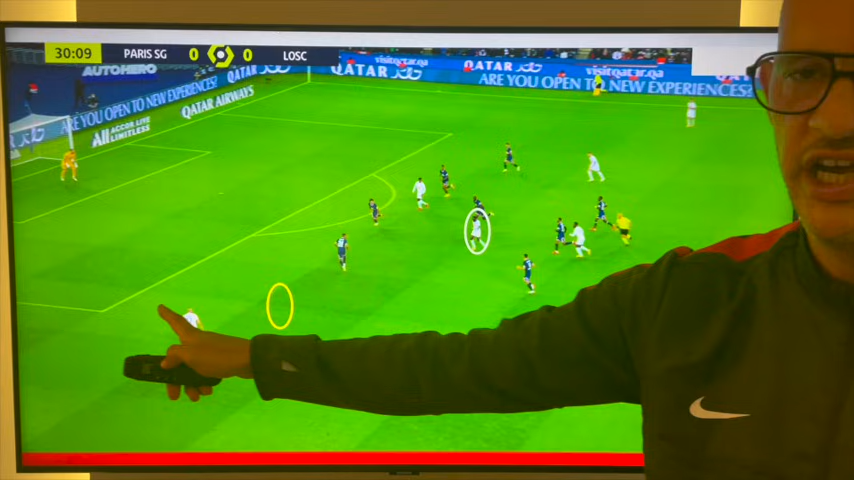 30:09 PARIS SG 0 0 LOSC
AUTOHERO
QATAR
visitqatar.qa
QATAR
QATAR
visitqatar.qa
ARE YOU OPEN TO NEW EXPERIENCES?
ARE YOU OPEN TO NEW EXPERIENCES?
QATAR AIRWAYS
ALL ACCOR LIVE
LIMITLESS